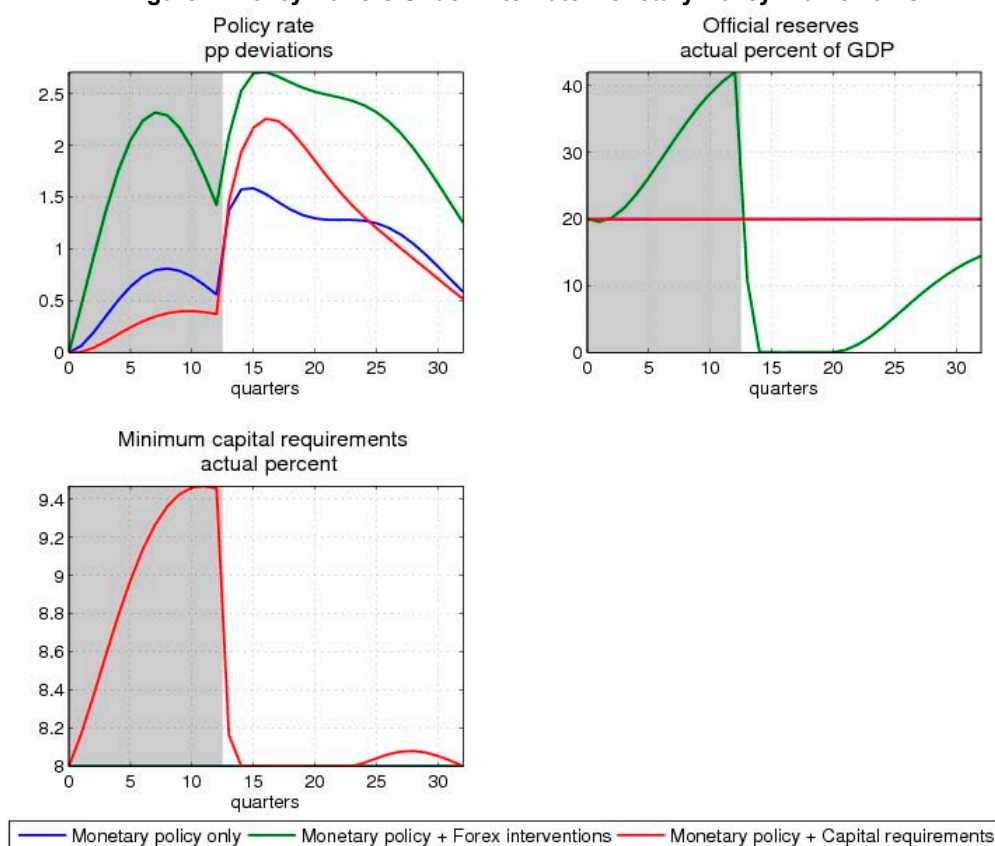 Policy rate
pp deviations
2.5
2
1.5
1
0.5
0
0 5 10 15 20 25 30
quarters
Official reserves
actual percent of GDP
40
30
20
10
0
0 5 10 15 20 25 30
quarters
Minimum capital requirements
actual percent
9.4
9.2
9
8.8
8.6
8.4
8.2
8
0 5 10 15 20 25 30
quarters
Monetary policy only Monetary policy + Forex interventions Monetary policy + Capital requirements